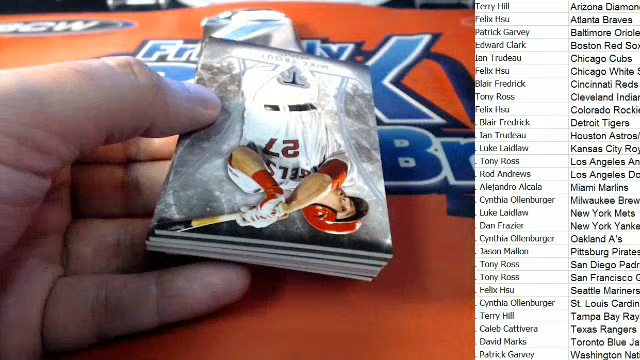 Terry Hill Arizona Diamon
Felix Hsu Atlanta Braves
Patrick Garvey Baltimore Oriole
Edward Clark Boston Red Sox
Ian Trudeau Chicago Cubs
Felix Hsu Chicago White S
Blair Fredrick Cincinnati Reds
Tony Ross Cleveland India
Felix Hsu Colorado Rockie
. Blair Fredrick Detroit Tigers
. Ian Trudeau Houston Astros/
. Luke Laidlaw Kansas City Roy
. Tony Ross Los Angeles An
. Rod Andrews Los Angeles Do
. Alejandro Alcala Miami Marlins
. Cynthia Ollenburger Milwaukee Brew
. Luke Laidlaw New York Mets
. Dan Frazier New York Yanke
. Cynthia Ollenburger Oakland A's
. Jason Mallon Pittsburg Pirates
. Tony Ross San Diego Padr
. Tony Ross San Francisco G
. Felix Hsu Seattle Mariners
. Cynthia Ollenburger St. Louis Cardin
. Terry Hill Tampa Bay Ray
. Caleb Cattivera Texas Rangers
. David Marks Toronto Blue Ja
. Patrick Garvey Washington Nat
MIKE TROUT
27